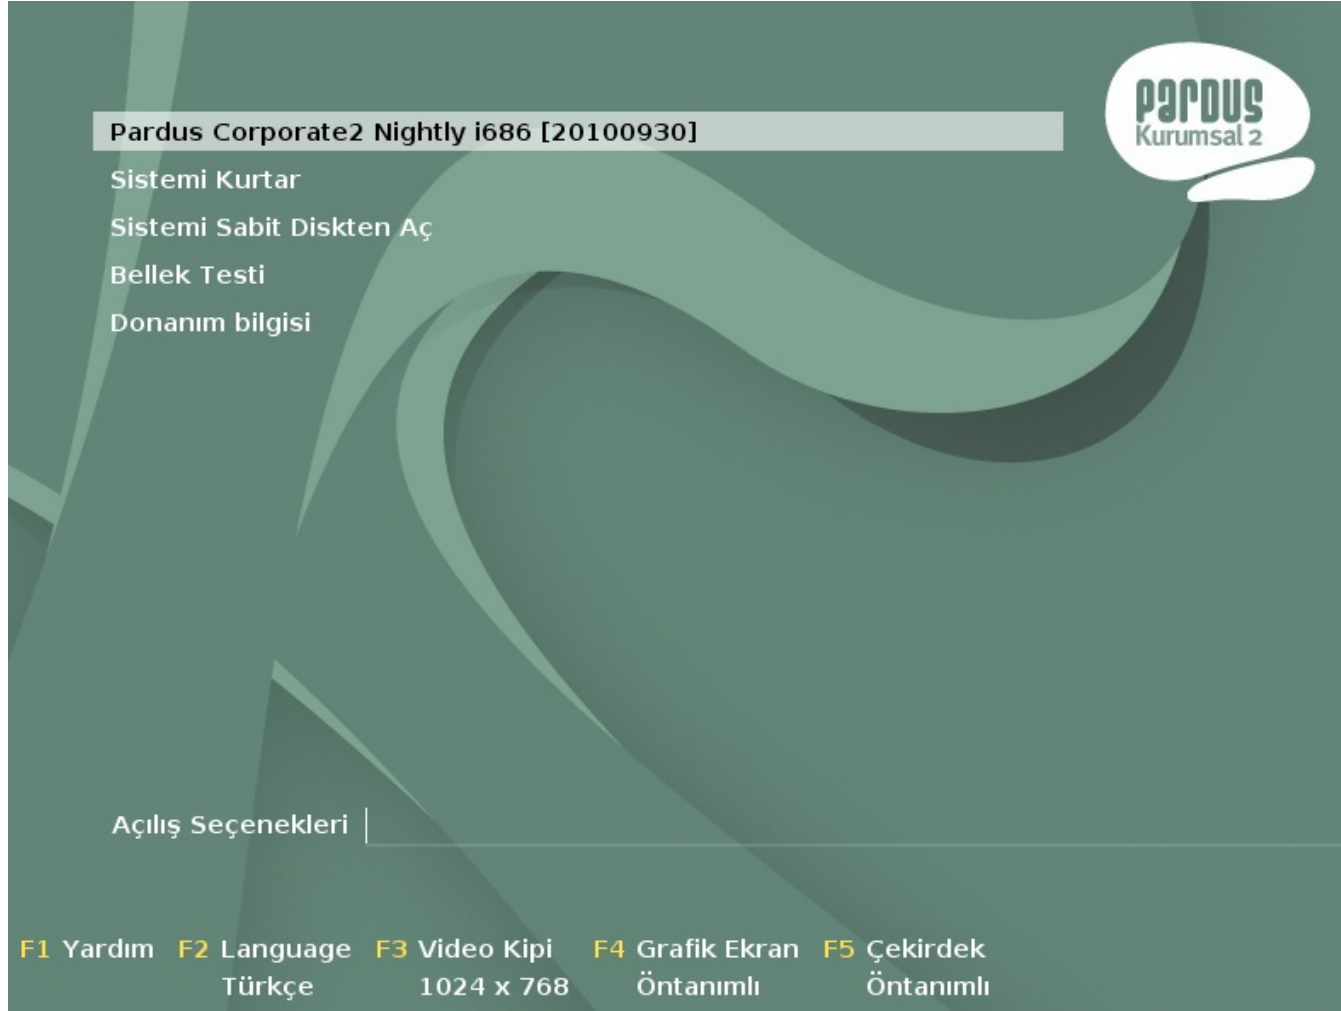 Pardus
Kurumsal 2
Pardus Corporate2 Nightly i686 [20100930]
Sistemi Kurtar
Sistemi Sabit Diskten Aç
Bellek Testi
Donanım bilgisi
Açılış Seçenekleri
F1 Yardım F2 Language F3 Video Kipi F4 Grafik Ekran F5 Çekirdek
Türkçe 1024 x 768 Öntanımlı Öntanımlı